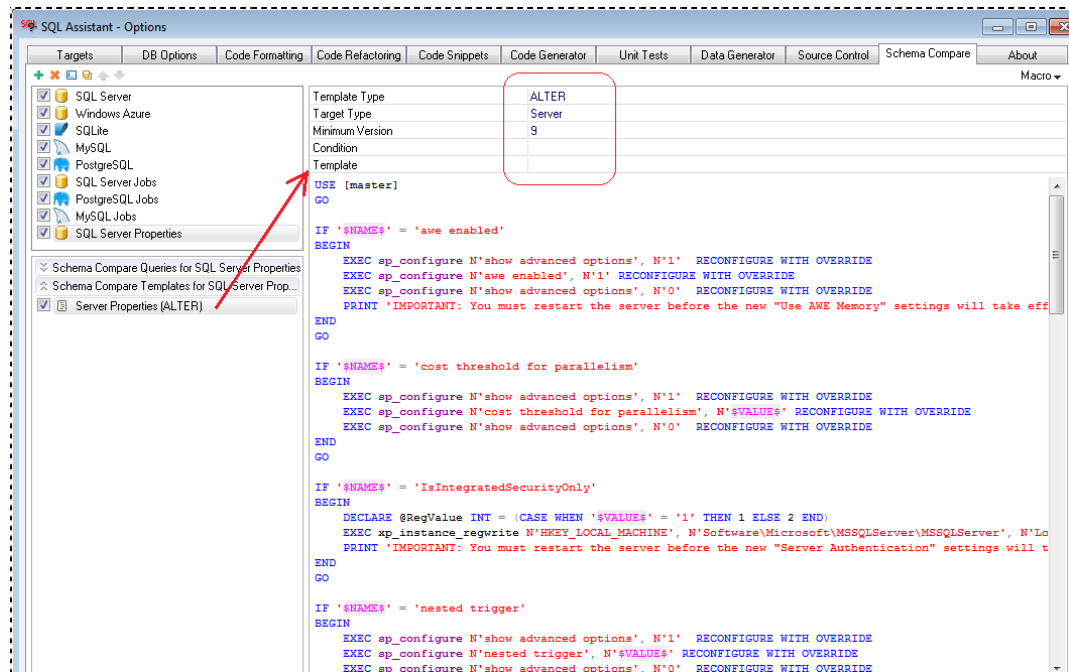 SQL Assistant - Options
Targets DB Options Code Formatting Code Refactoring Code Snippets Code Generator Unit Tests Data Generator Source Control Schema Compare About
Macro
SQL Server
Windows Azure
SQLite
MySQL
PostgreSQL
SQL Server Jobs
PostgreSQL Jobs
MySQL Jobs
SQL Server Properties
Schema Compare Queries for SQL Server Properties
Schema Compare Templates for SQL Server Prop...
Server Properties (ALTER)
Template Type ALTER
Target Type Server
Minimum Version 9
Condition
Template
USE [master]
GO
IF '$NAME$' = 'awe enabled'
BEGIN
EXEC sp_configure N'show advanced options', N'1' RECONFIGURE WITH OVERRIDE
EXEC sp_configure N'awe enabled', N'1' RECONFIGURE WITH OVERRIDE
EXEC sp_configure N'show advanced options', N'0' RECONFIGURE WITH OVERRIDE
PRINT 'IMPORTANT: You must restart the server before the new "Use AWE Memory" settings will take eff
END
GO
IF '$NAME$' = 'cost threshold for parallelism'
BEGIN
EXEC sp_configure N'show advanced options', N'1' RECONFIGURE WITH OVERRIDE
EXEC sp_configure N'cost threshold for parallelism', N'$VALUE$' RECONFIGURE WITH OVERRIDE
EXEC sp_configure N'show advanced options', N'0' RECONFIGURE WITH OVERRIDE
END
GO
IF '$NAME$' = 'IsIntegratedSecurityOnly'
BEGIN
DECLARE @RegValue INT = (CASE WHEN '$VALUE$' = '1' THEN 1 ELSE 2 END)
EXEC xp_instance_regwrite N'HKEY_LOCAL_MACHINE', N'Software\Microsoft\MSSQLServer\MSSQLServer', N'Lo
PRINT 'IMPORTANT: You must restart the server before the new "Server Authentication" settings will t
END
GO
IF '$NAME$' = 'nested trigger'
BEGIN
EXEC sp_configure N'show advanced options', N'1' RECONFIGURE WITH OVERRIDE
EXEC sp_configure N'nested trigger', N'$VALUE$' RECONFIGURE WITH OVERRIDE
EXEC sp_configure N'show advanced options', N'0' RECONFIGURE WITH OVERRIDE